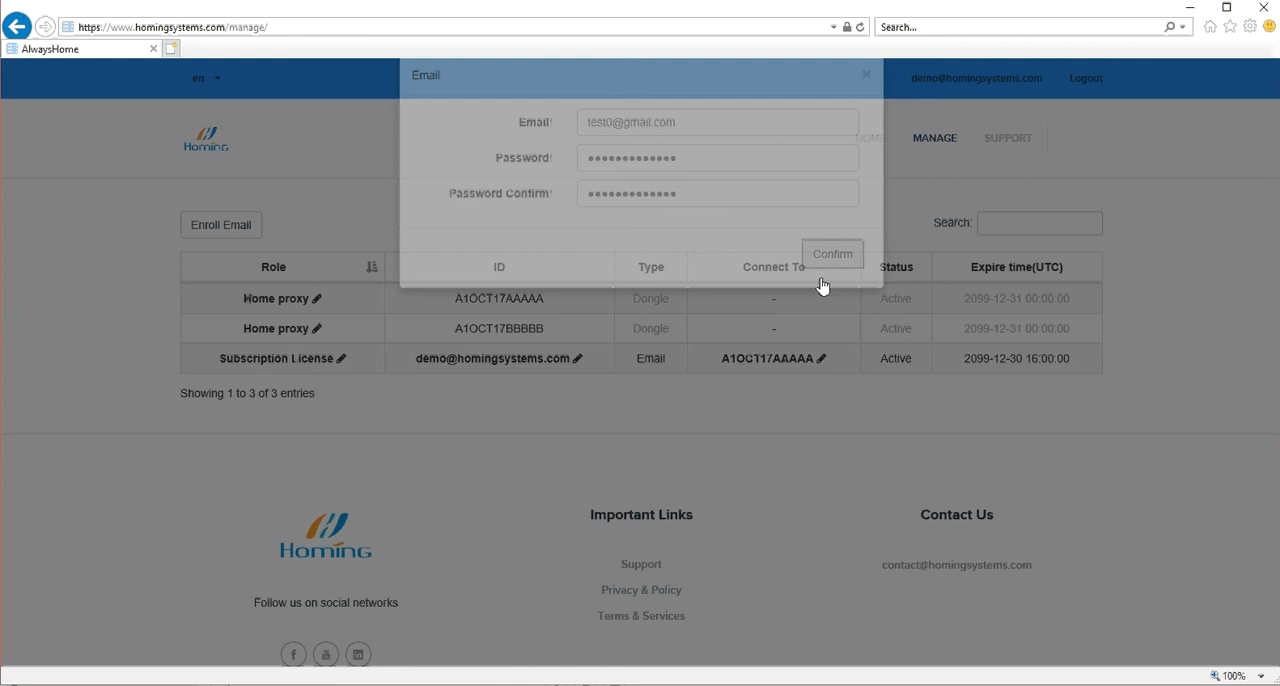 https://www.homingsystems.com/manage/
Search...
AlwaysHome
en
Email
demo@homingsystems.com
Logout
Homing
Email
test0@gmail.com
HOME
MANAGE
SUPPORT
Password
•••••••••••••
Password Confirm
•••••••••••••
Enroll Email
Search:
Confirm
Role
ID
Type
Connect To
Status
Expire time(UTC)
Home proxy
A1OCT17AAAAA
Dongle
-
Active
2099-12-31 00:00:00
Home proxy
A1OCT17BBBBB
Dongle
-
Active
2099-12-31 00:00:00
Subscription License
demo@homingsystems.com
Email
A1OCT17AAAAA
Active
2099-12-30 16:00:00
Showing 1 to 3 of 3 entries
Homing
Follow us on social networks
f
You
in
Important Links
Support
Privacy & Policy
Terms & Services
Contact Us
contact@homingsystems.com
100%